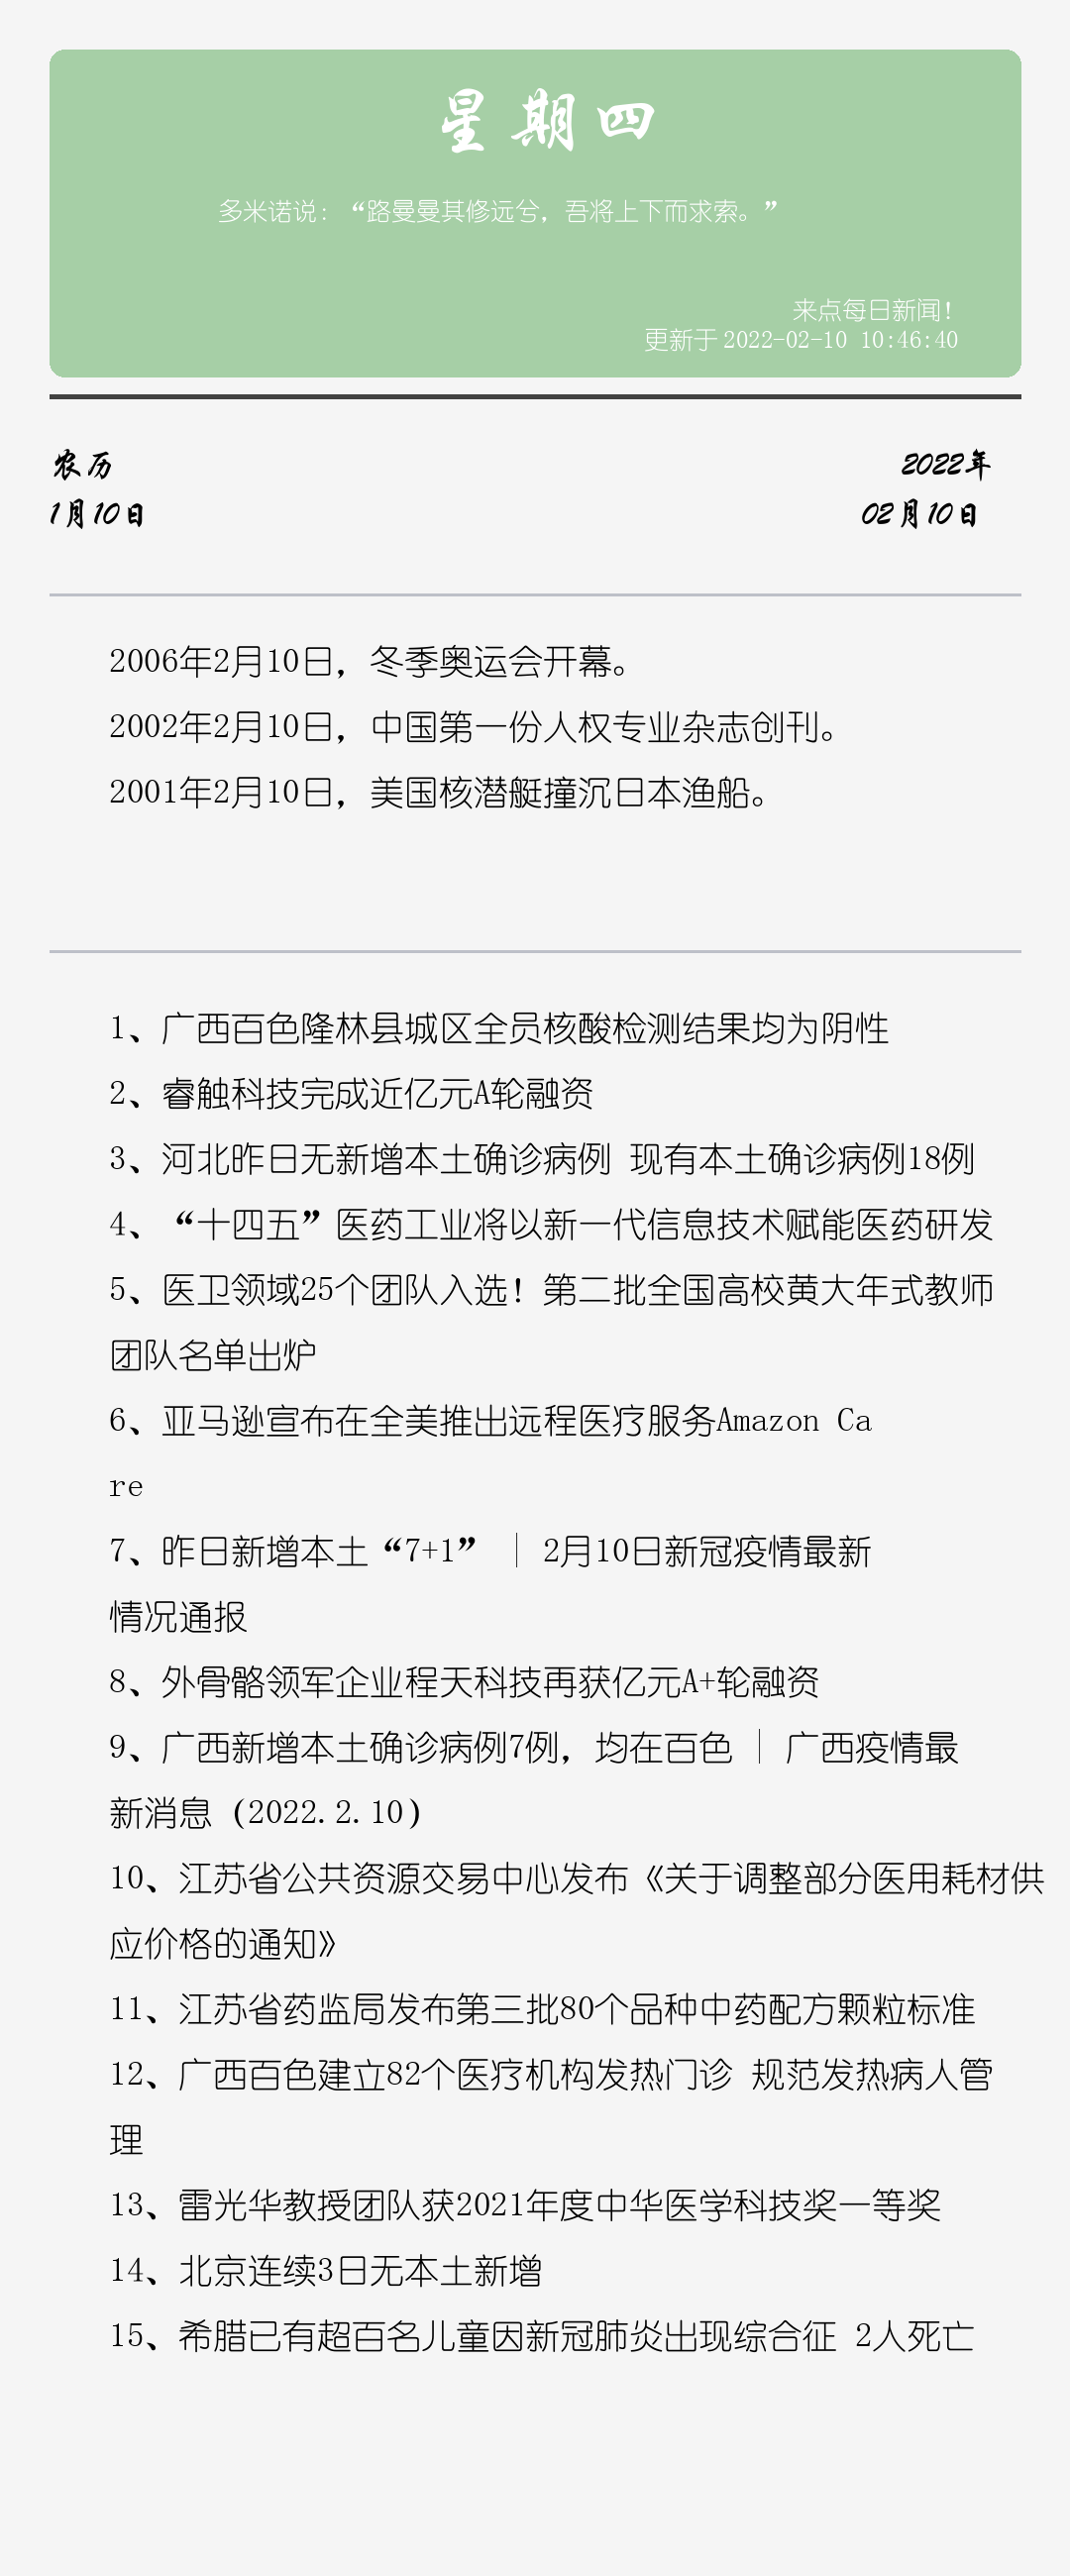 星期四
多米诺说：“路曼曼其修远兮，吾将上下而求索。”
来点每日新闻！
更新于 2022-02-10 10:46:40
农历
2022年
1月10日
02月10日
2006年2月10日，冬季奥运会开幕。
2002年2月10日，中国第一份人权专业杂志创刊。
2001年2月10日，美国核潜艇撞沉日本渔船。
1、广西百色隆林县城区全员核酸检测结果均为阴性
2、睿触科技完成近亿元A轮融资
3、河北昨日无新增本土确诊病例 现有本土确诊病例18例
4、“十四五”医药工业将以新一代信息技术赋能医药研发
5、医卫领域25个团队入选！第二批全国高校黄大年式教师
团队名单出炉
6、亚马逊宣布在全美推出远程医疗服务Amazon Ca
re
7、昨日新增本土“7+1” | 2月10日新冠疫情最新
情况通报
8、外骨骼领军企业程天科技再获亿元A+轮融资
9、广西新增本土确诊病例7例，均在百色 | 广西疫情最
新消息（2022.2.10）
10、江苏省公共资源交易中心发布《关于调整部分医用耗材供
应价格的通知》
11、江苏省药监局发布第三批80个品种中药配方颗粒标准
12、广西百色建立82个医疗机构发热门诊 规范发热病人管
理
13、雷光华教授团队获2021年度中华医学科技奖一等奖
14、北京连续3日无本土新增
15、希腊已有超百名儿童因新冠肺炎出现综合征 2人死亡